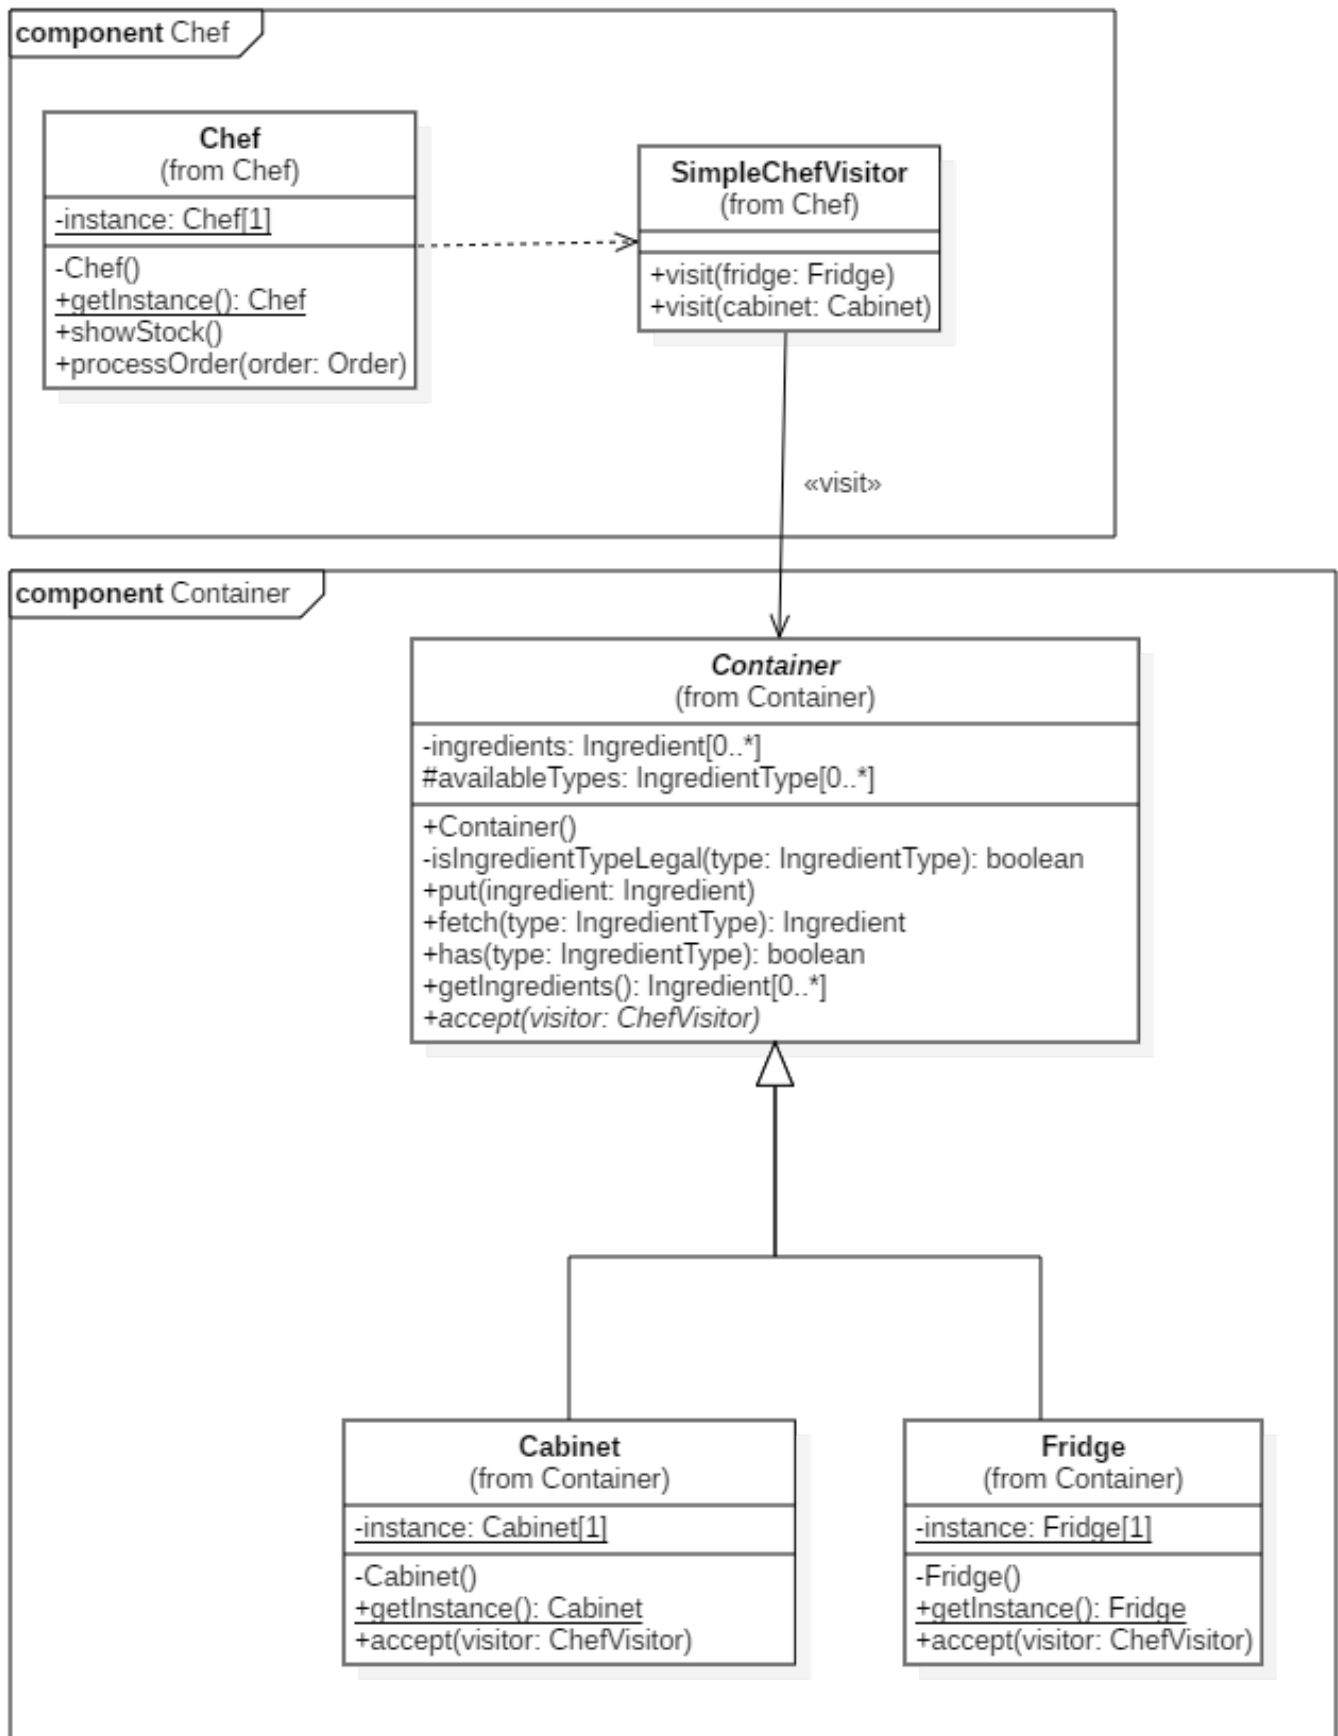 component Chef
Chef
(from Chef)
-instance: Chef[1]
-Chef()
+getInstance(): Chef
+showStock()
+processOrder(order: Order)
SimpleChefVisitor
(from Chef)
+visit(fridge: Fridge)
+visit(cabinet: Cabinet)
«visit»
component Container
Container
(from Container)
-ingredients: Ingredient[0..*]
#availableTypes: IngredientType[0..*]
+Container()
-isIngredientTypeLegal(type: IngredientType): boolean
+put(ingredient: Ingredient)
+fetch(type: IngredientType): Ingredient
+has(type: IngredientType): boolean
+getIngredients(): Ingredient[0..*]
+accept(visitor: ChefVisitor)
Cabinet
(from Container)
-instance: Cabinet[1]
-Cabinet()
+getInstance(): Cabinet
+accept(visitor: ChefVisitor)
Fridge
(from Container)
-instance: Fridge[1]
-Fridge()
+getInstance(): Fridge
+accept(visitor: ChefVisitor)